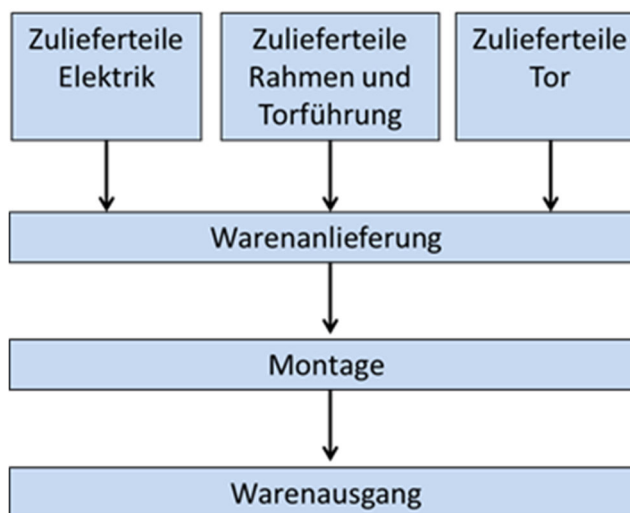 Zulieferteile
Elektrik
Zulieferteile
Rahmen und
Torführung
Zulieferteile
Tor
Warenanlieferung
Montage
Warenausgang